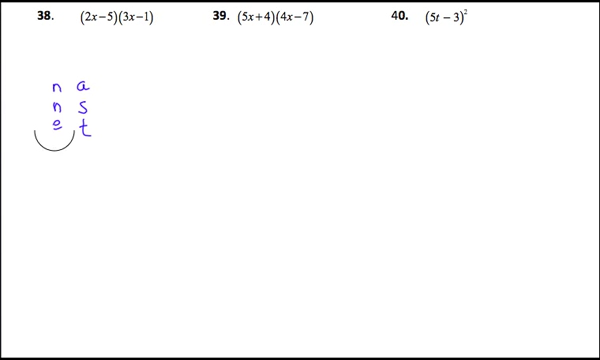 38. (2x−5)(3x−1) 39. (5x+4)(4x−7) 40. (5t − 3)²
n a
n s
t